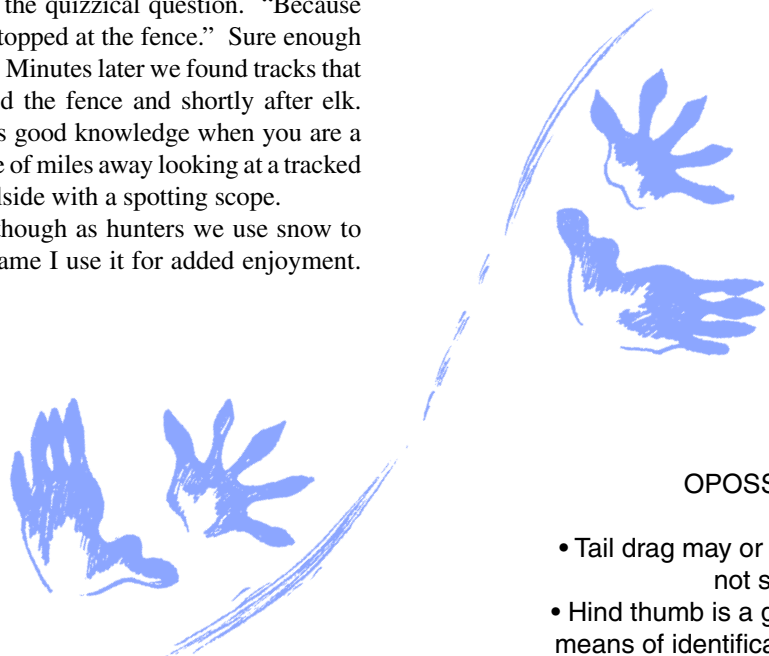 the quizzical question. “Because
topped at the fence.” Sure enough
Minutes later we found tracks that
d the fence and shortly after elk.
s good knowledge when you are a
e of miles away looking at a tracked
lside with a spotting scope.
though as hunters we use snow to
ame I use it for added enjoyment.
OPOSS
• Tail drag may or
not s
• Hind thumb is a g
means of identifica